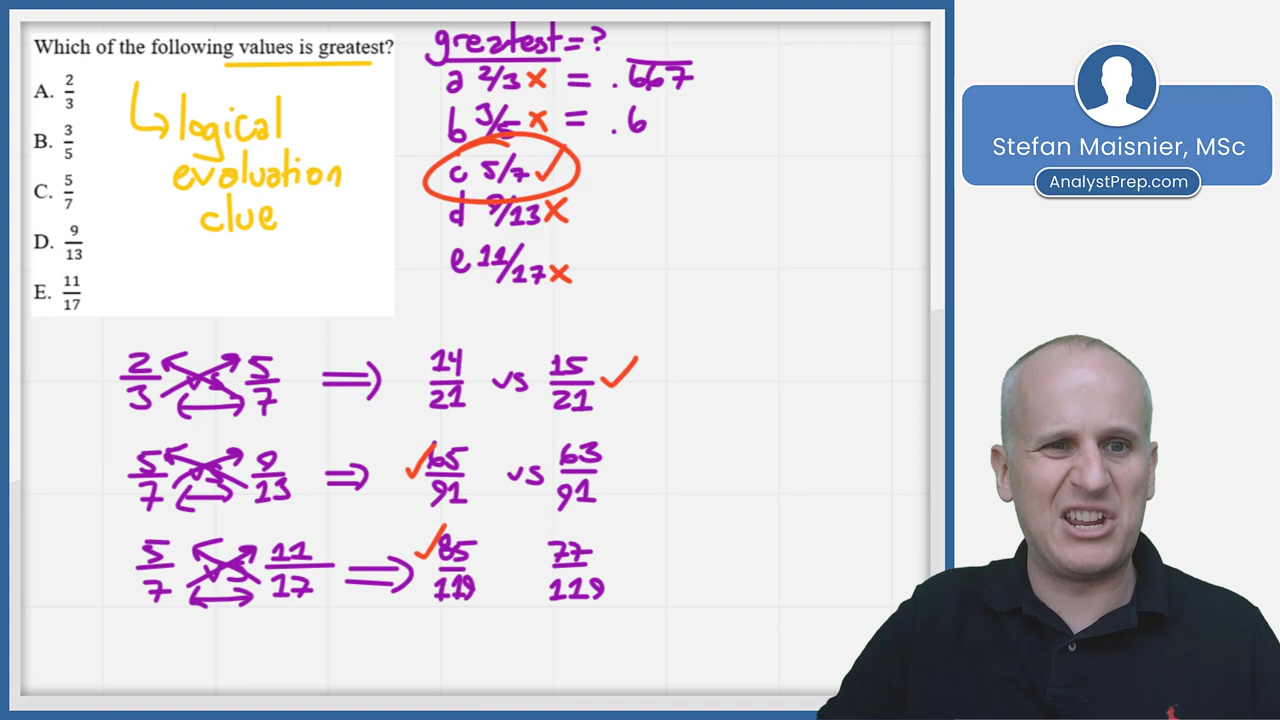 Which of the following values is greatest?
A. 2/3
B. 3/5
C. 5/7
D. 9/13
E. 11/17
logical
evaluation
clue
greatest = ?
a 2/3 x = .667
b 3/5 x = .6
c 5/7 ✓
d 9/13 x
e 11/17 x
2/3 vs 5/7 ⟹ 14/21 vs 15/21 ✓
5/7 vs 9/13 ⟹ ✓ 65/91 vs 63/91
5/7 vs 11/17 ⟹ ✓ 85/119 77/119
Stefan Maisnier, MSc
AnalystPrep.com